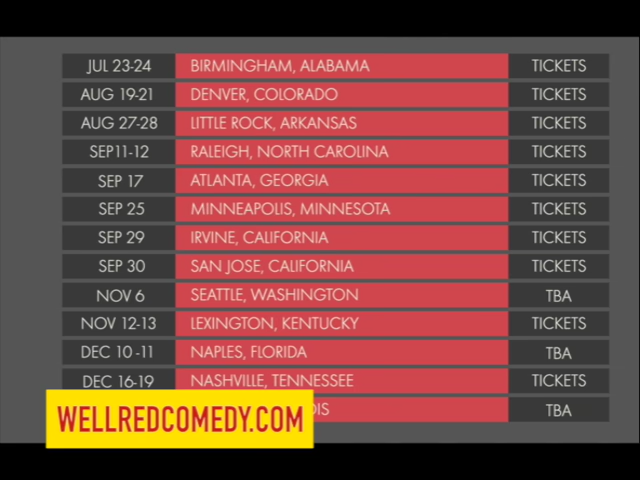 JUL 23-24 BIRMINGHAM, ALABAMA TICKETS
AUG 19-21 DENVER, COLORADO TICKETS
AUG 27-28 LITTLE ROCK, ARKANSAS TICKETS
SEP11-12 RALEIGH, NORTH CAROLINA TICKETS
SEP 17 ATLANTA, GEORGIA TICKETS
SEP 25 MINNEAPOLIS, MINNESOTA TICKETS
SEP 29 IRVINE, CALIFORNIA TICKETS
SEP 30 SAN JOSE, CALIFORNIA TICKETS
NOV 6 SEATTLE, WASHINGTON TBA
NOV 12-13 LEXINGTON, KENTUCKY TICKETS
DEC 10 -11 NAPLES, FLORIDA TBA
DEC 16-19 NASHVILLE, TENNESSEE TICKETS
TBA
WELLREDCOMEDY.COM